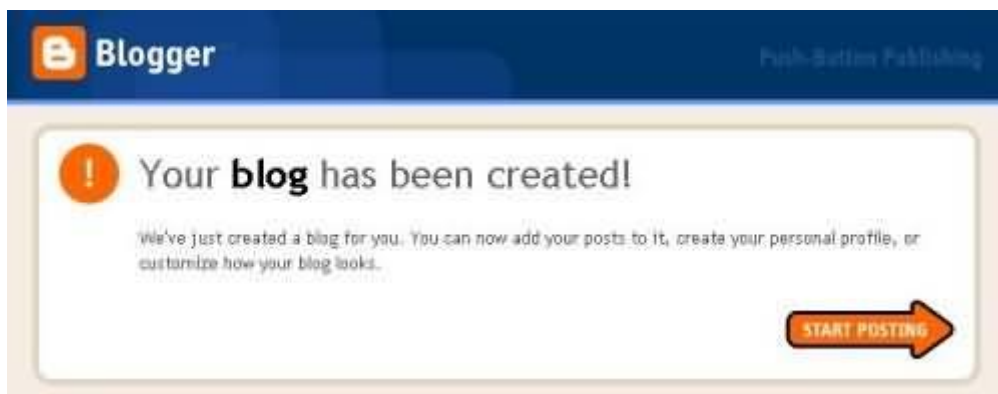 Blogger
Push-Button Publishing
! Your blog has been created!
We've just created a blog for you. You can now add your posts to it, create your personal profile, or
customize how your blog looks.
START POSTING